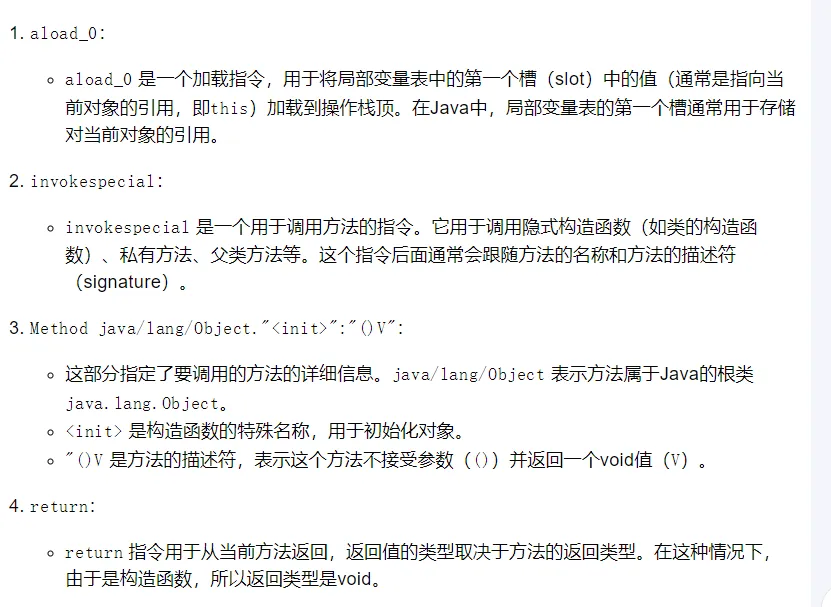 1. aload_0:
aload_0 是一个加载指令，用于将局部变量表中的第一个槽（slot）中的值（通常是指向当
前对象的引用，即this）加载到操作栈顶。在Java中，局部变量表的第一个槽通常用于存储
对当前对象的引用。
2. invokespecial:
invokespecial 是一个用于调用方法的指令。它用于调用隐式构造函数（如类的构造函
数）、私有方法、父类方法等。这个指令后面通常会跟随方法的名称和方法的描述符
（signature）。
3. Method java/lang/Object."<init>":"()V":
这部分指定了要调用的方法的详细信息。java/lang/Object 表示方法属于Java的根类
java.lang.Object。
<init> 是构造函数的特殊名称，用于初始化对象。
"()V 是方法的描述符，表示这个方法不接受参数（()）并返回一个void值（V）。
4. return:
return 指令用于从当前方法返回，返回值的类型取决于方法的返回类型。在这种情况下，
由于是构造函数，所以返回类型是void。